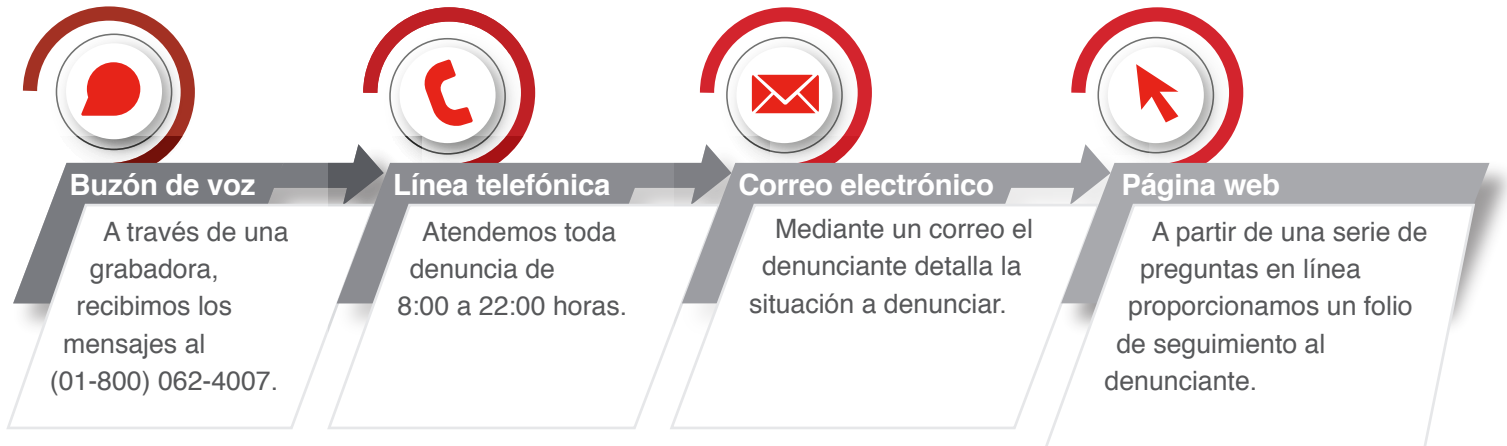 Buzón de voz
A través de una
grabadora,
recibimos los
mensajes al
(01-800) 062-4007.
Línea telefónica
Atendemos toda
denuncia de
8:00 a 22:00 horas.
Correo electrónico
Mediante un correo el
denunciante detalla la
situación a denunciar.
Página web
A partir de una serie de
preguntas en línea
proporcionamos un folio
de seguimiento al
denunciante.